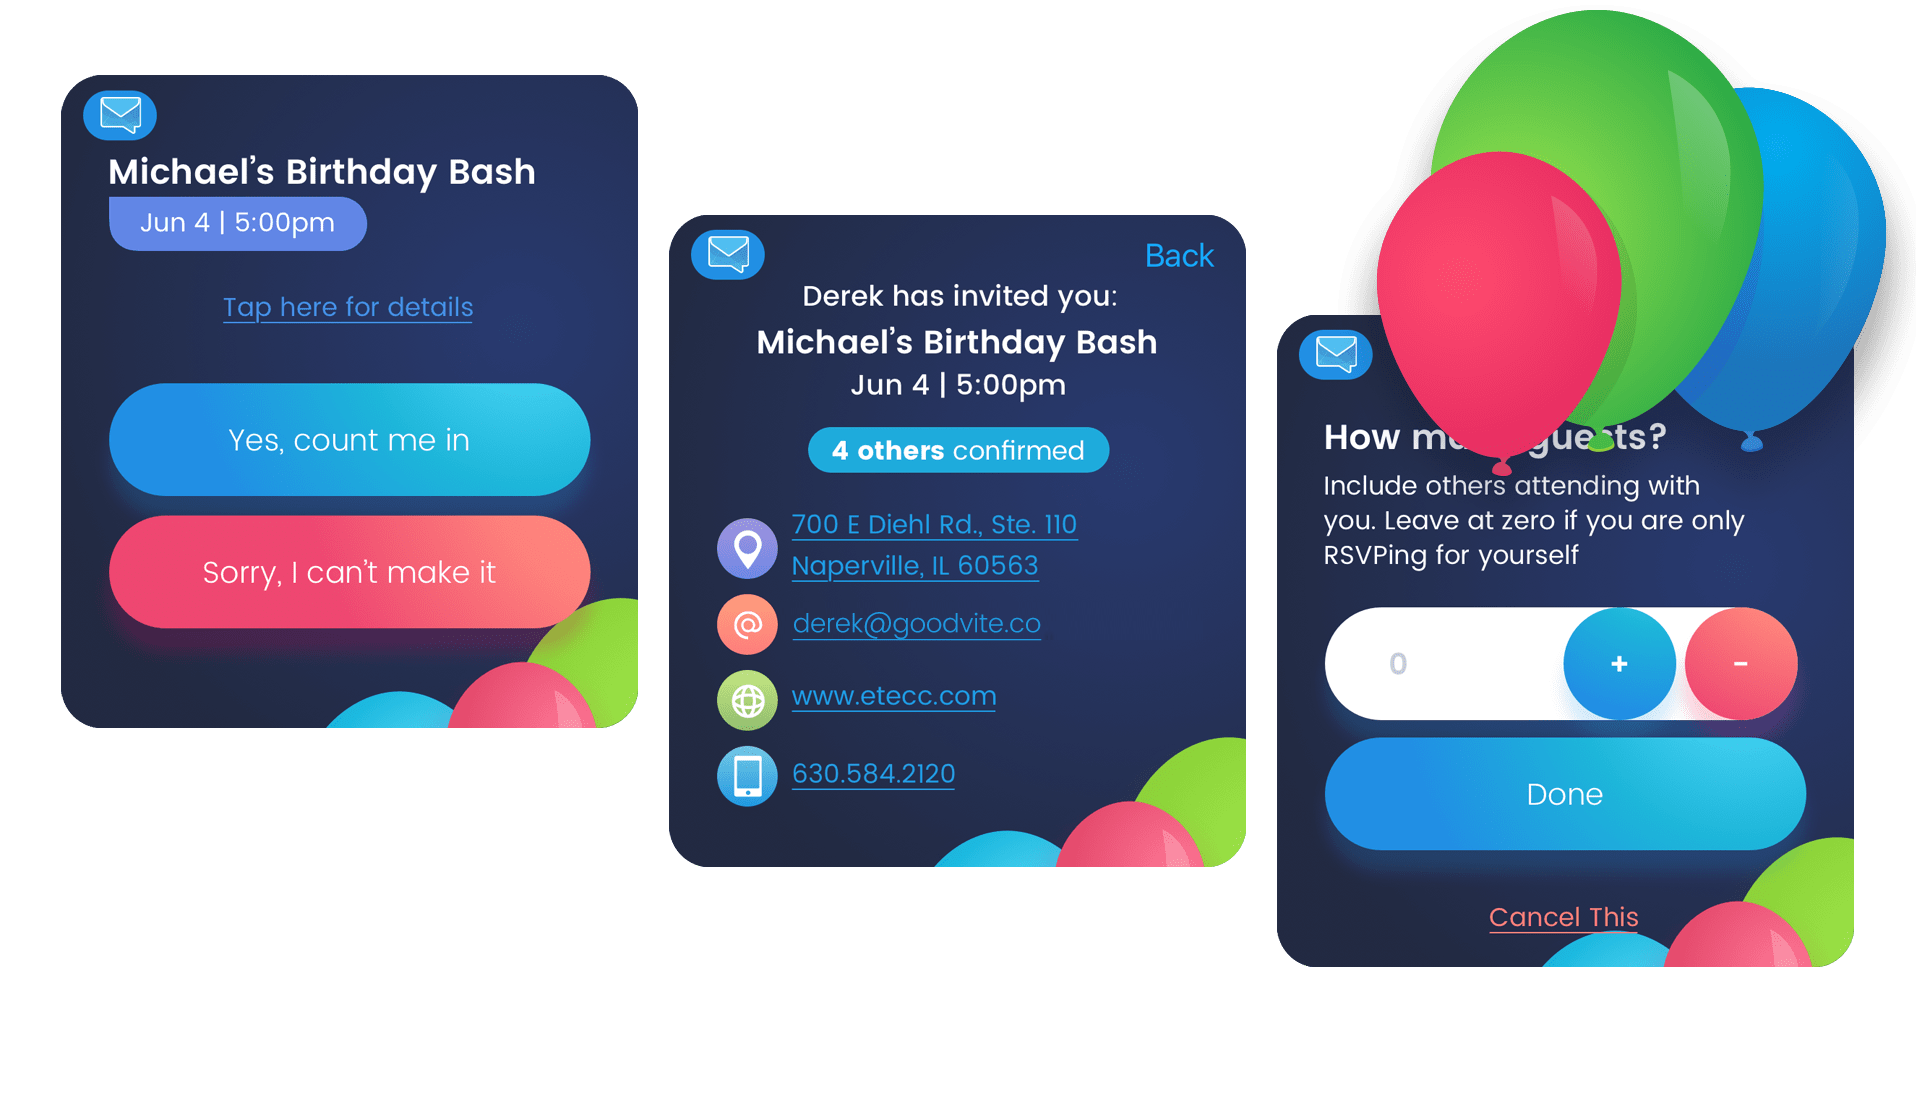 Michael's Birthday Bash
Jun 4 | 5:00pm
Tap here for details
Yes, count me in
Sorry, I can't make it
Back
Derek has invited you:
Michael's Birthday Bash
Jun 4 | 5:00pm
4 others confirmed
700 E Diehl Rd., Ste. 110
Naperville, IL 60563
derek@goodvite.co
www.etecc.com
630.584.2120
How many guests?
Include others attending with
you. Leave at zero if you are only
RSVPing for yourself
0
+
-
Done
Cancel This